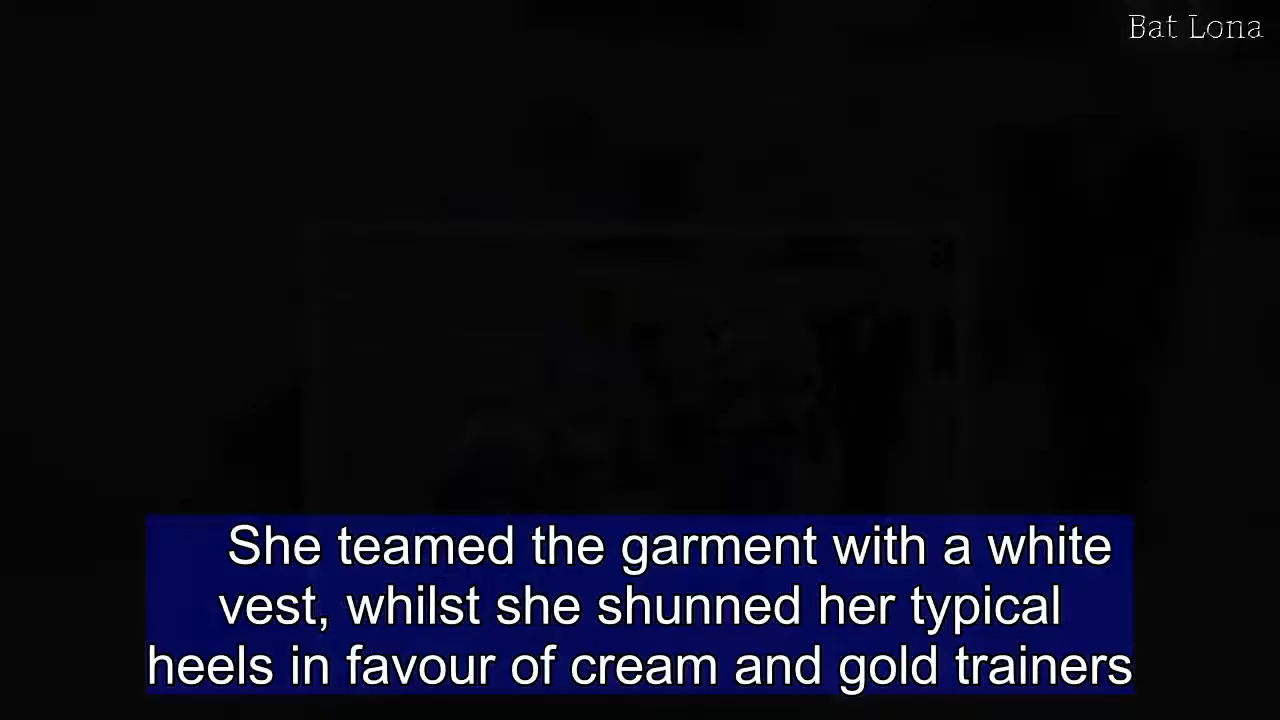 Bat Lona
She teamed the garment with a white
vest, whilst she shunned her typical
heels in favour of cream and gold trainers